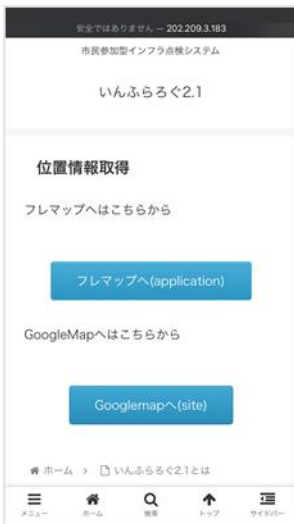 安全ではありません — 202.209.3.183
市民参加型インフラ点検システム
いんふらろぐ2.1
位置情報取得
フレマップへはこちらから
フレマップへ(application)
GoogleMapへはこちらから
Googlemapへ(site)
ホーム > いんふらろぐ2.1とは
メニュー ホーム 検索 トップ サイドバー